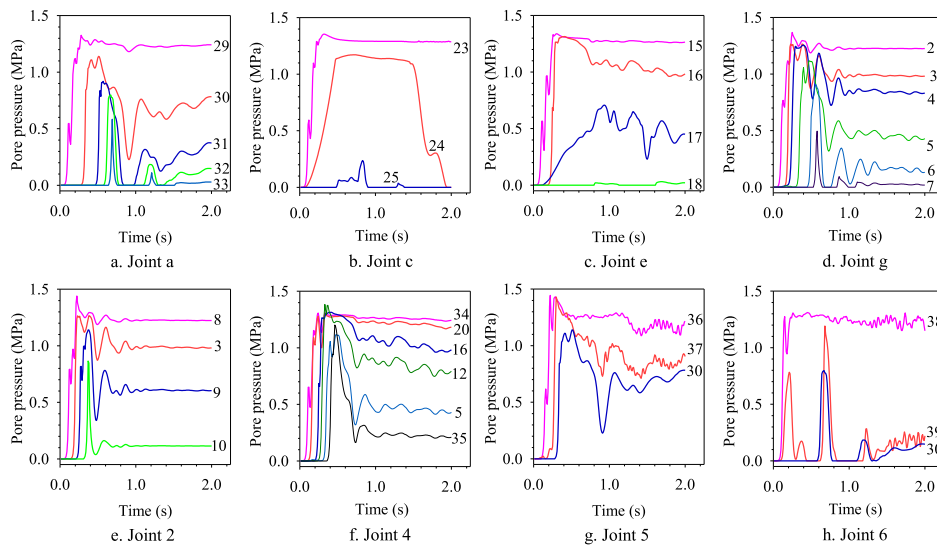 1.5
1.0
0.5
0.0
Pore pressure (MPa)
29
30
31
32
33
0.0 1.0 2.0
Time (s)
a. Joint a
1.5
1.0
0.5
0.0
Pore pressure (MPa)
23
24
25
0.0 1.0 2.0
Time (s)
b. Joint c
1.5
1.0
0.5
0.0
Pore pressure (MPa)
15
16
17
18
0.0 1.0 2.0
Time (s)
c. Joint e
1.5
1.0
0.5
0.0
Pore pressure (MPa)
2
3
4
5
6
7
0.0 1.0 2.0
Time (s)
d. Joint g
1.5
1.0
0.5
0.0
Pore pressure (MPa)
8
3
9
10
0.0 1.0 2.0
Time (s)
e. Joint 2
1.5
1.0
0.5
0.0
Pore pressure (MPa)
34
20
16
12
5
35
0.0 1.0 2.0
Time (s)
f. Joint 4
1.5
1.0
0.5
0.0
Pore pressure (MPa)
36
37
30
0.0 1.0 2.0
Time (s)
g. Joint 5
1.5
1.0
0.5
0.0
Pore pressure (MPa)
38
39
30
0.0 1.0 2.0
Time (s)
h. Joint 6